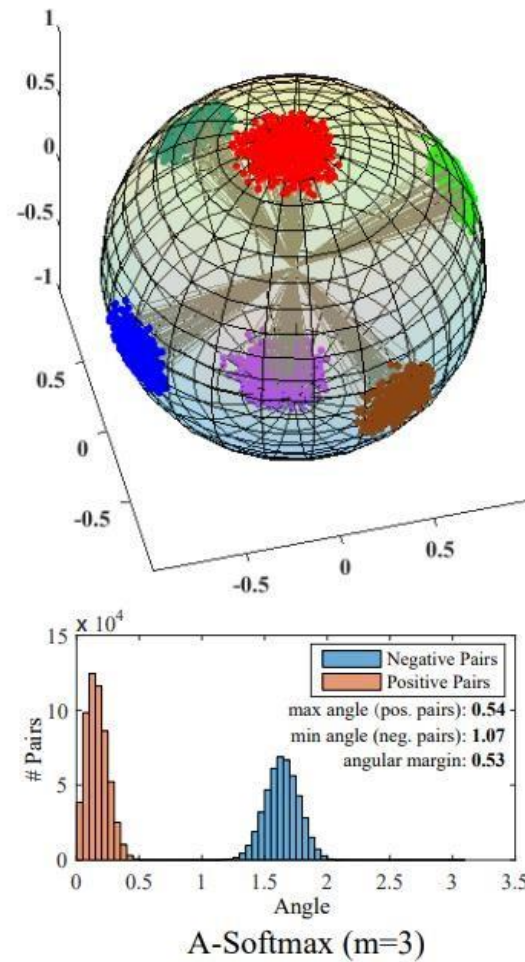 1
0.5
0
-0.5
-1
0.5
0
-0.5
-0.5
0
0.5
x 10^4
15
10
5
0
# Pairs
Negative Pairs
Positive Pairs
max angle (pos. pairs): 0.54
min angle (neg. pairs): 1.07
angular margin: 0.53
0 0.5 1 1.5 2 2.5 3 3.5
Angle
A-Softmax (m=3)